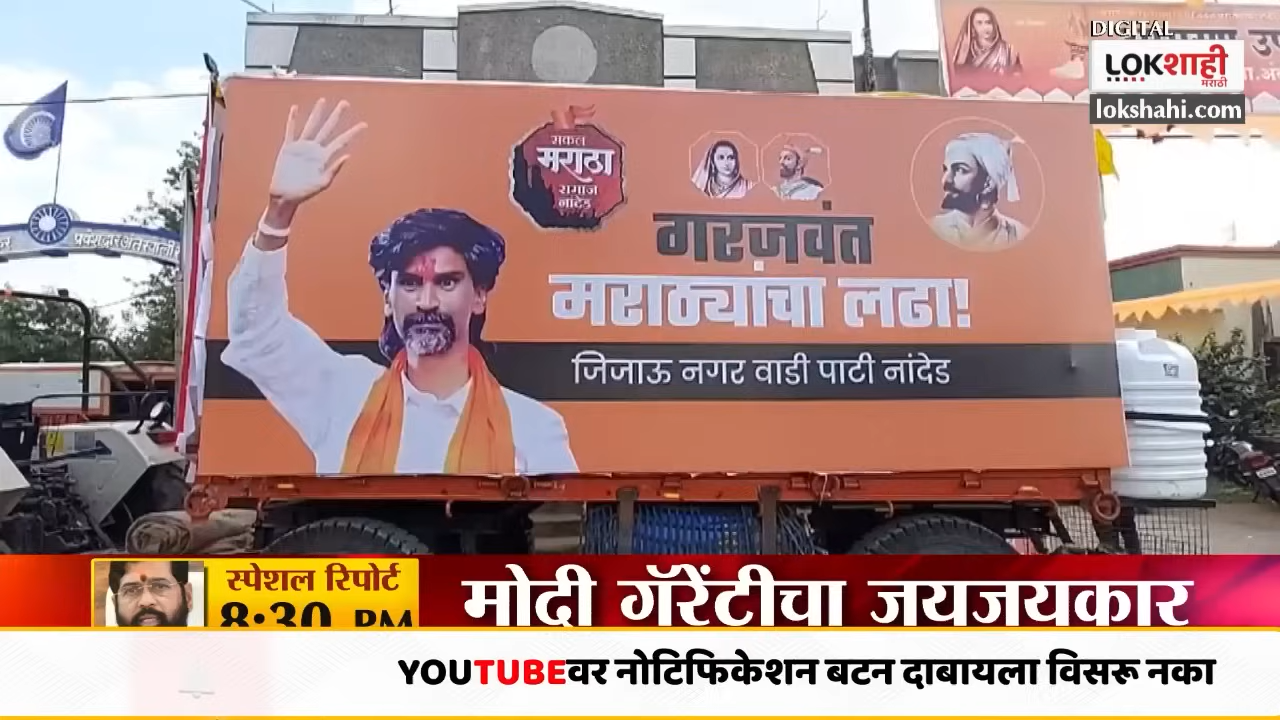 DIGITAL
LOKशाही
मराठी
lokshahi.com
सकल
मराठा
समाज
नांदेड
गरजवंत
मराठ्यांचा लढा!
जिजाऊ नगर वाडी पाटी नांदेड
स्पेशल रिपोर्ट
8:30 PM
मोदी गॅरेंटीचा जयजयकार
YOUTUBEवर नोटिफिकेशन बटन दाबायला विसरू नका